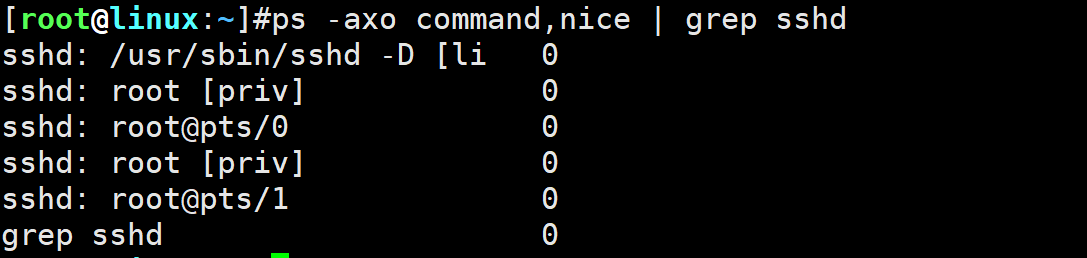 [root@linux:~]#ps -axo command,nice | grep sshd
sshd: /usr/sbin/sshd -D [li   0
sshd: root [priv]             0
sshd: root@pts/0              0
sshd: root [priv]             0
sshd: root@pts/1              0
grep sshd                     0